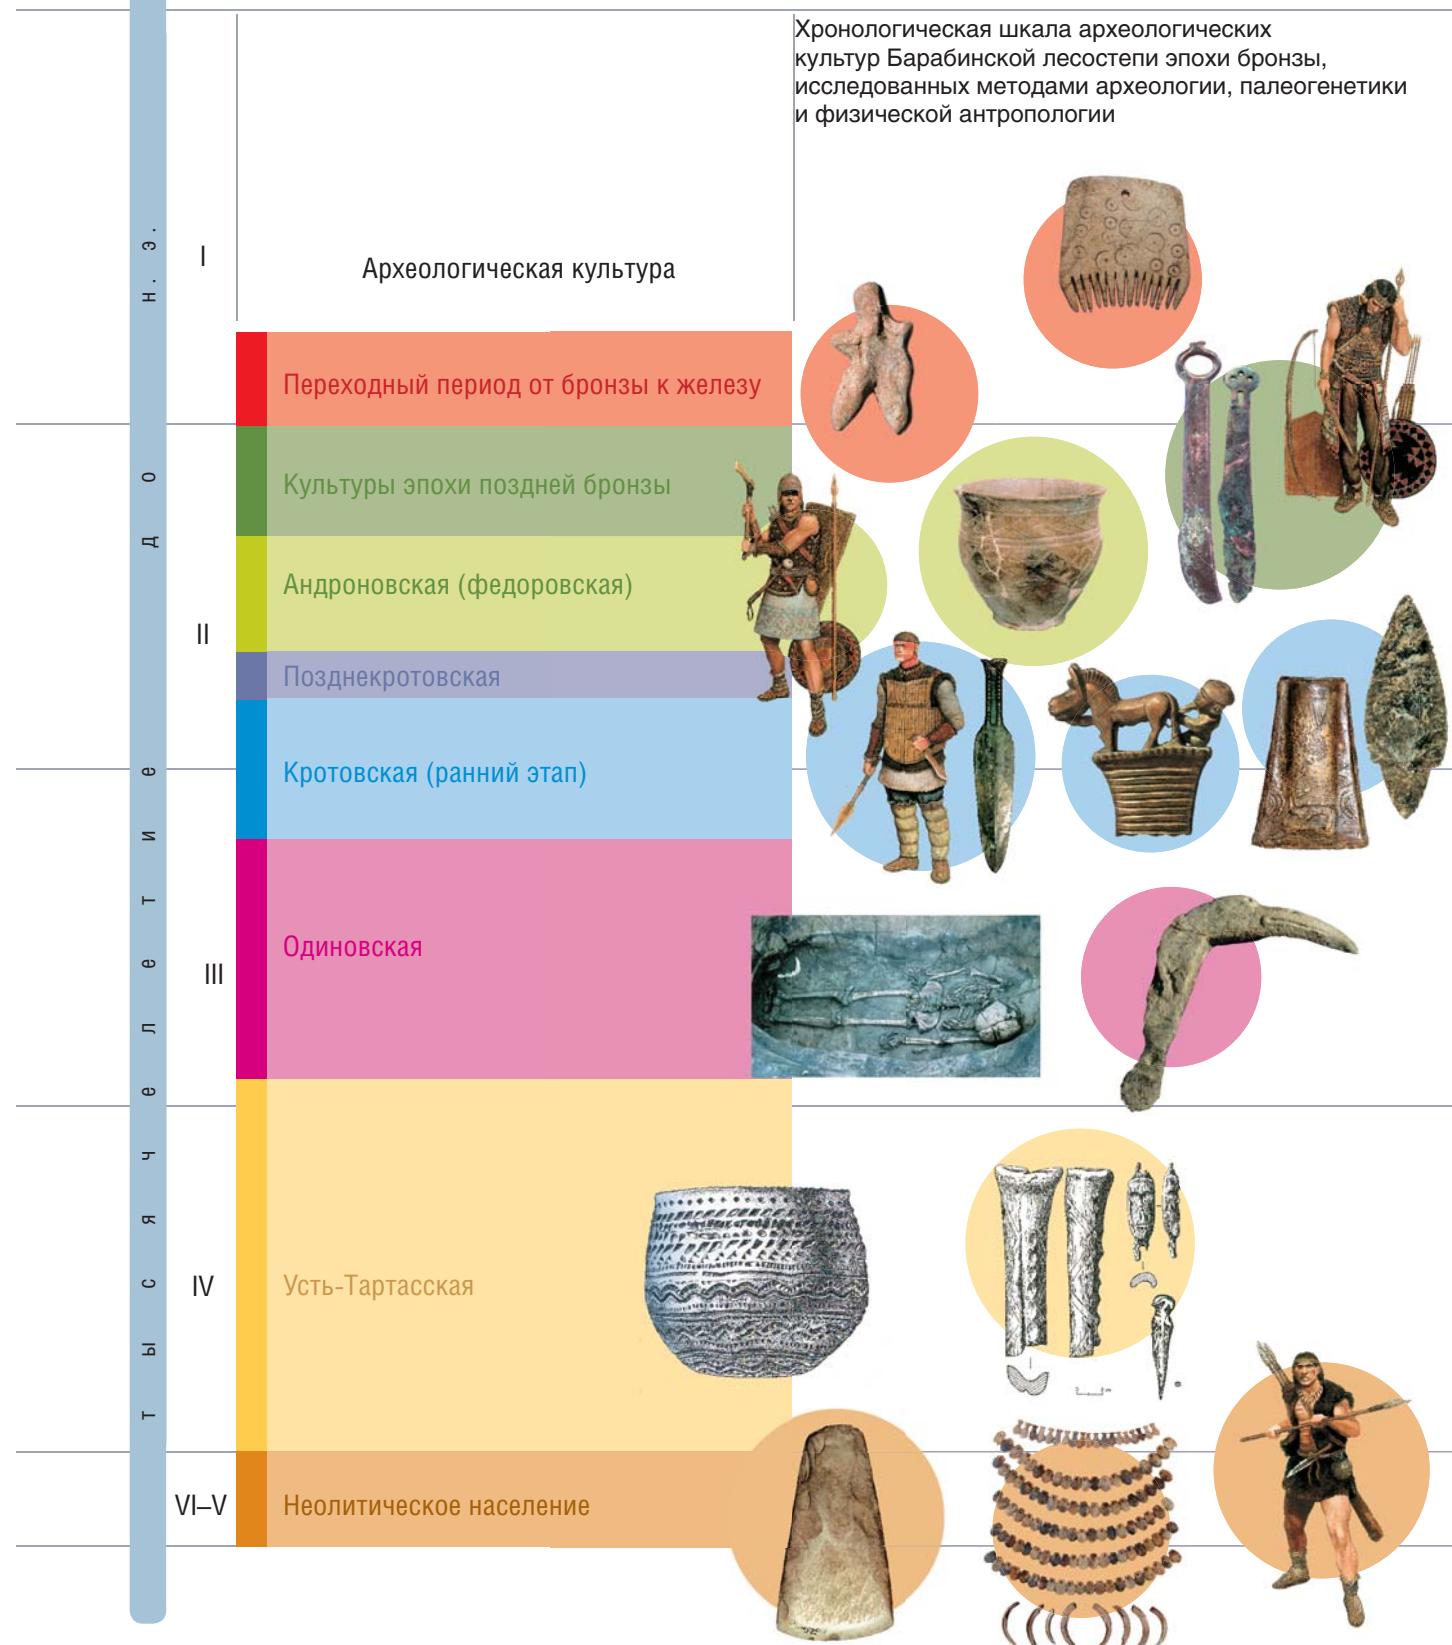 Хронологическая шкала археологических
культур Барабинской лесостепи эпохи бронзы,
исследованных методами археологии, палеогенетики
и физической антропологии
тысячелетие до н. э.
I
Археологическая культура
Переходный период от бронзы к железу
Культуры эпохи поздней бронзы
Андроновская (федоровская)
II
Позднекротовская
Кротовская (ранний этап)
Одиновская
III
IV
Усть-Тартасская
VI–V
Неолитическое население